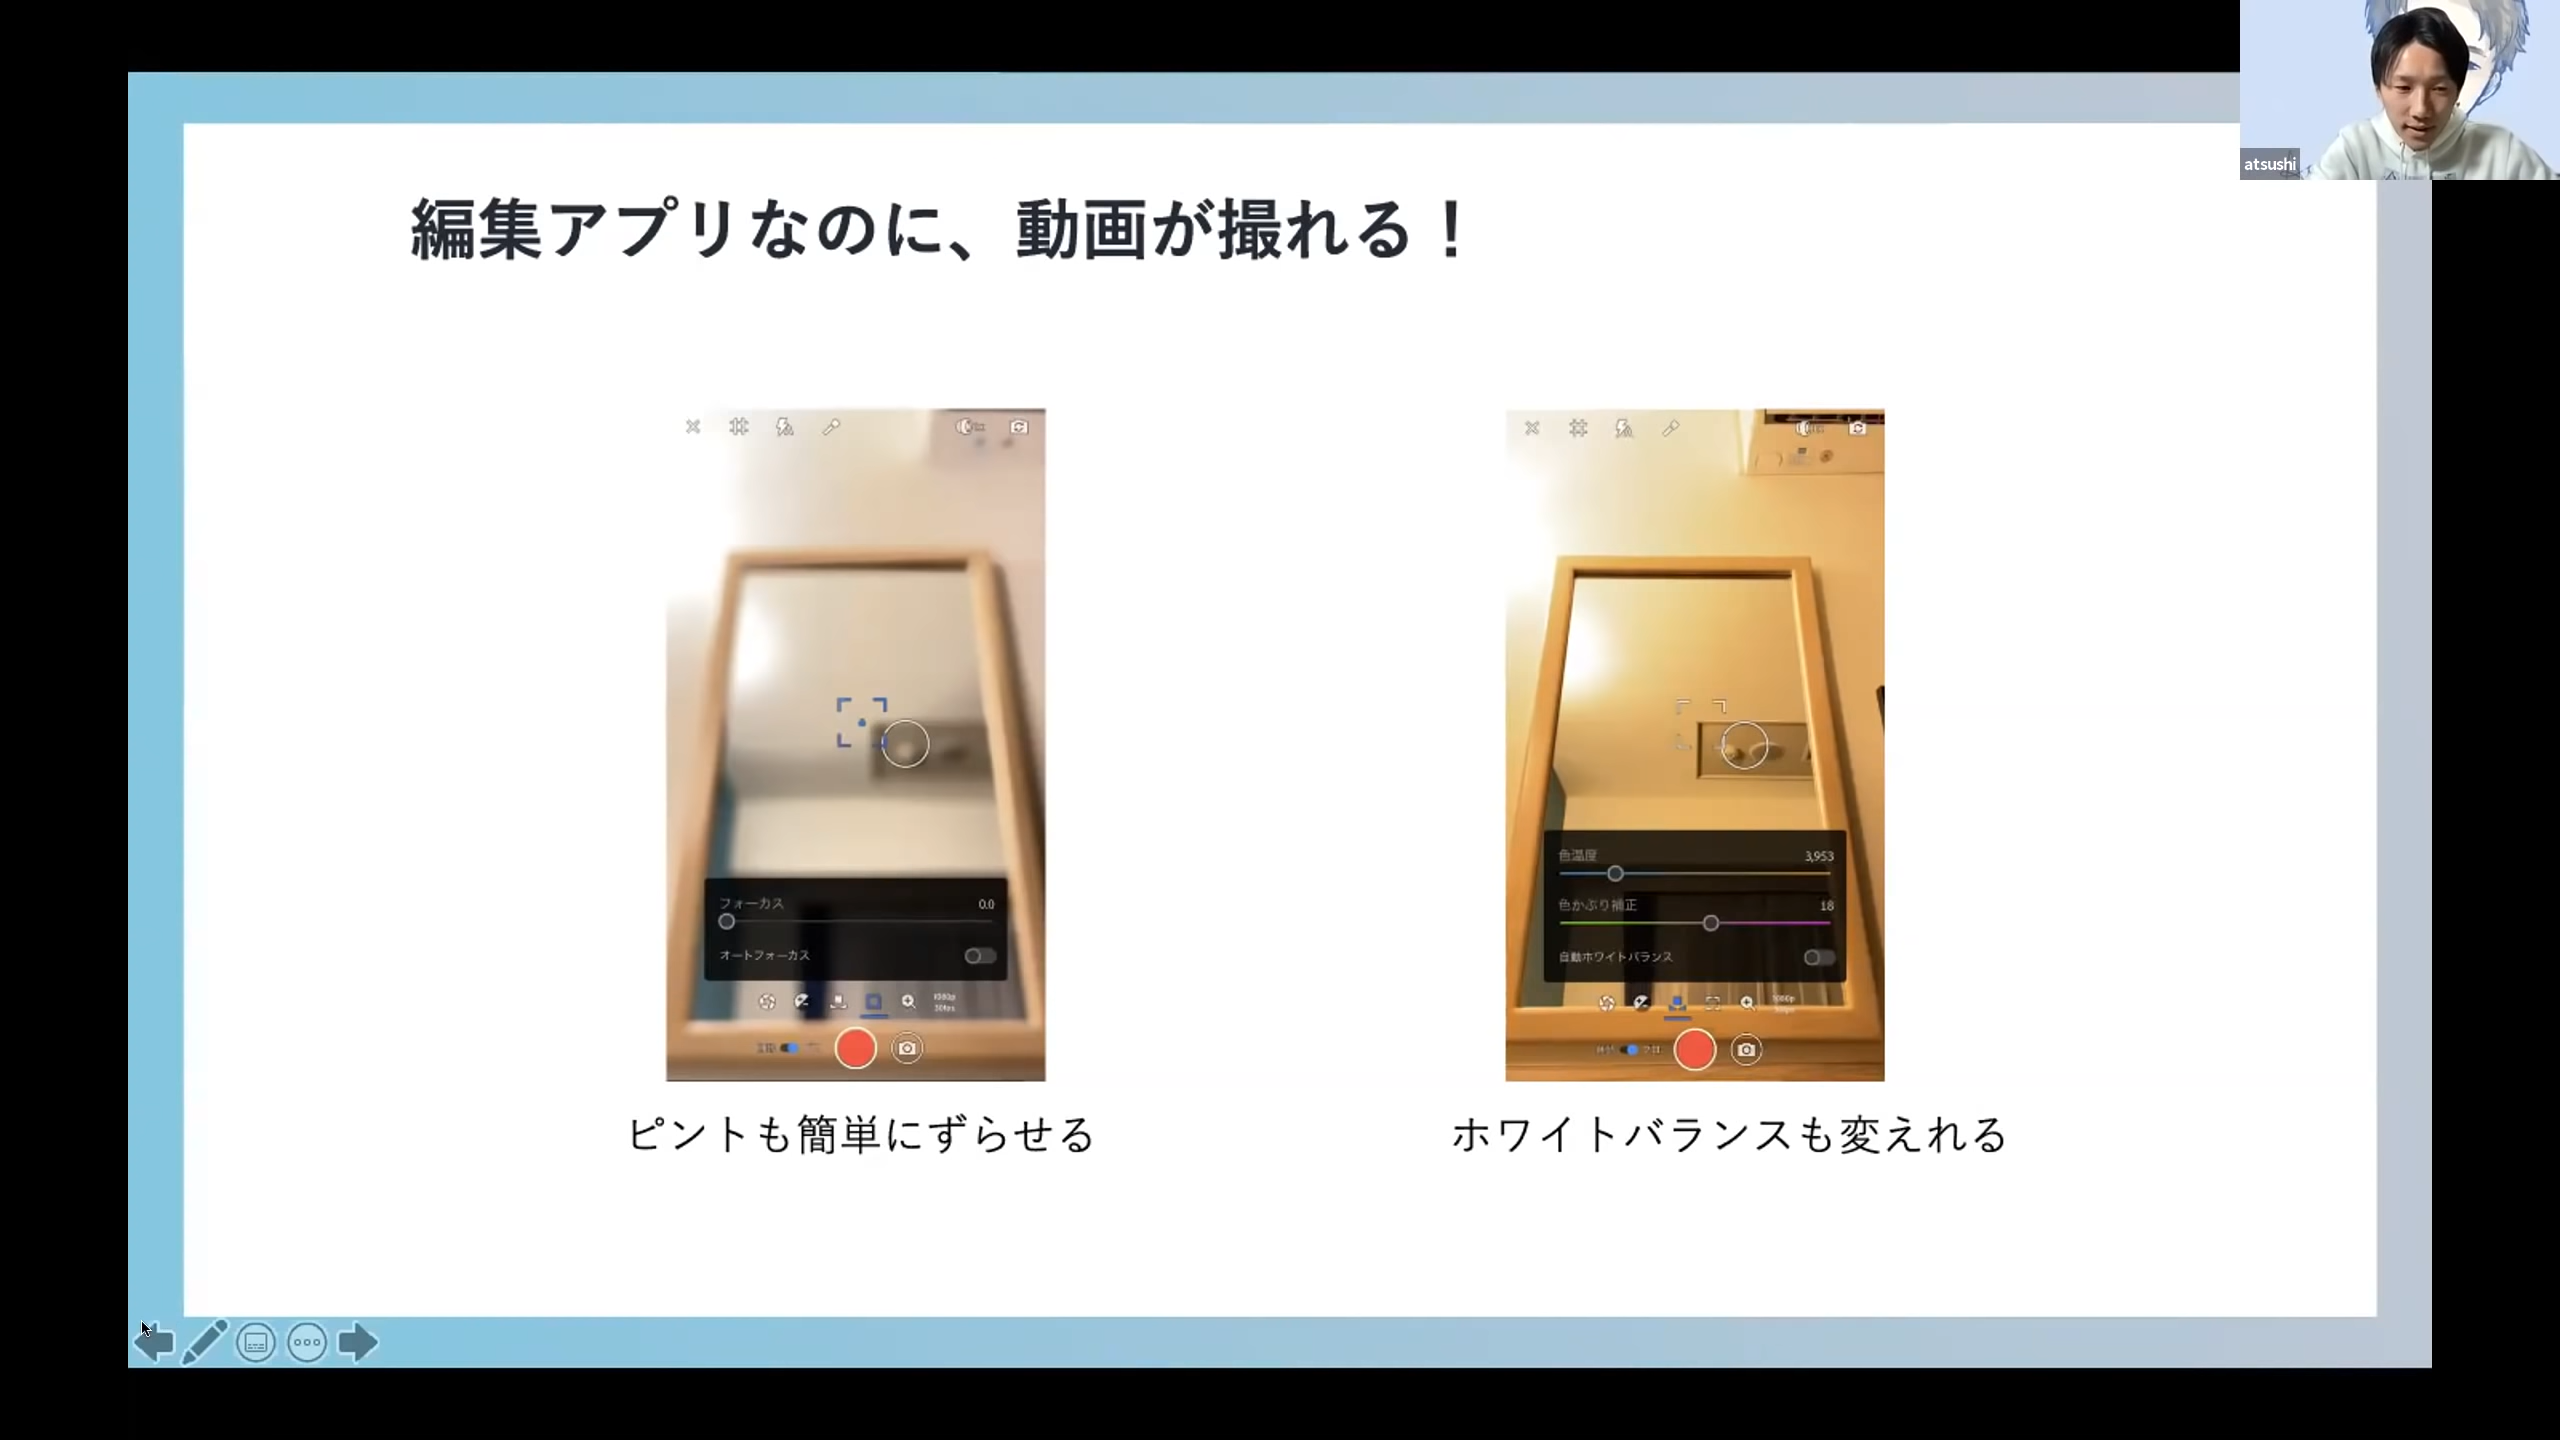 atsushi
編集アプリなのに、動画が撮れる！
フォーカス 0.0
オートフォーカス
1080p
30fps
ピントも簡単にずらせる
色温度 3,953
色かぶり補正 18
自動ホワイトバランス
1080p
ホワイトバランスも変えれる